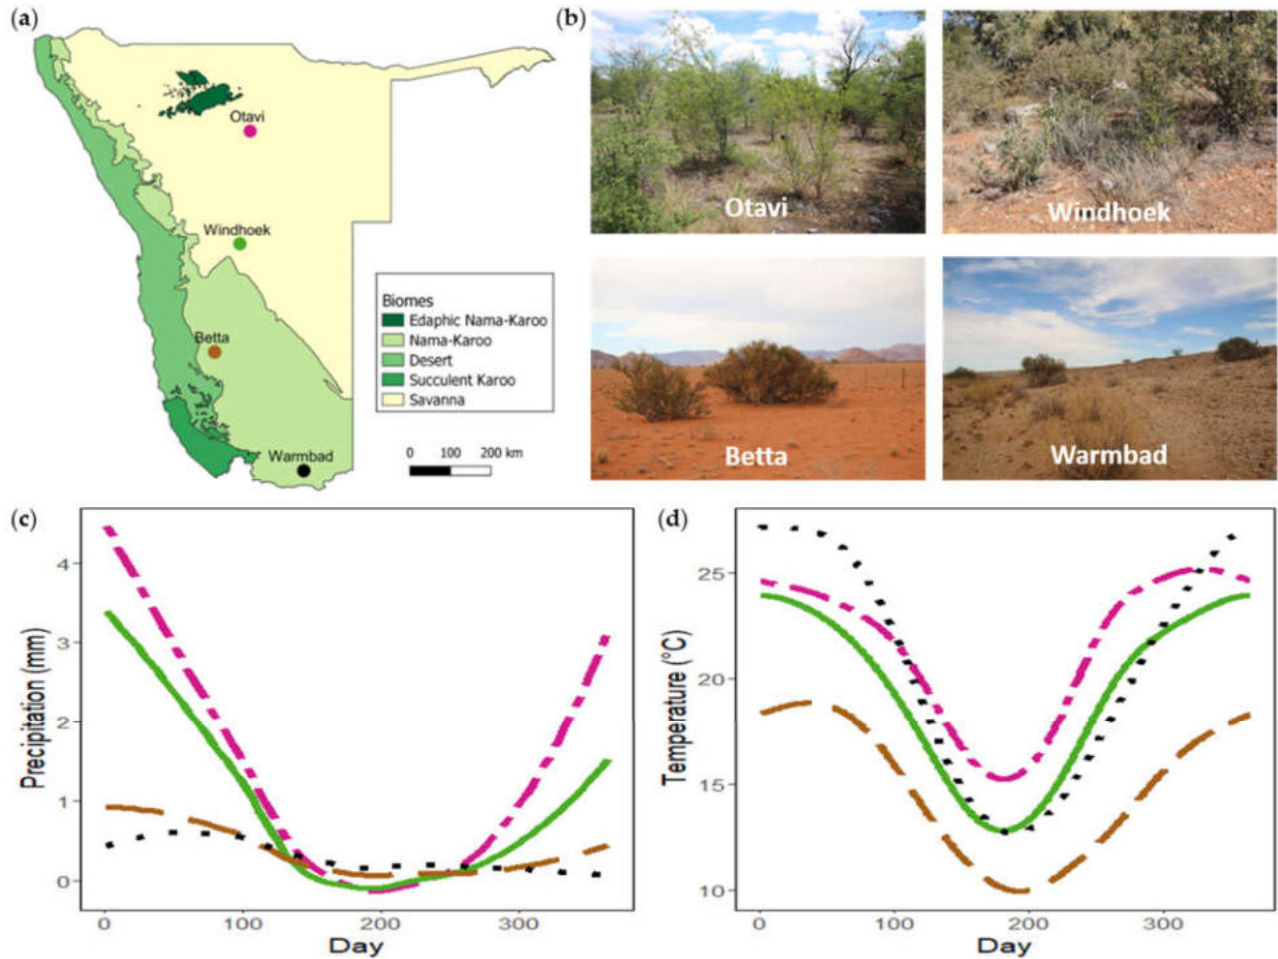 (a)
Otavi
Windhoek
Betta
Warmbad
Biomes
Edaphic Nama-Karoo
Nama-Karoo
Desert
Succulent Karoo
Savanna
0 100 200 km
(b)
Otavi
Windhoek
Betta
Warmbad
(c)
Precipitation (mm)
4
3
2
1
0
0 100 200 300
Day
(d)
Temperature (°C)
25
20
15
10
0 100 200 300
Day